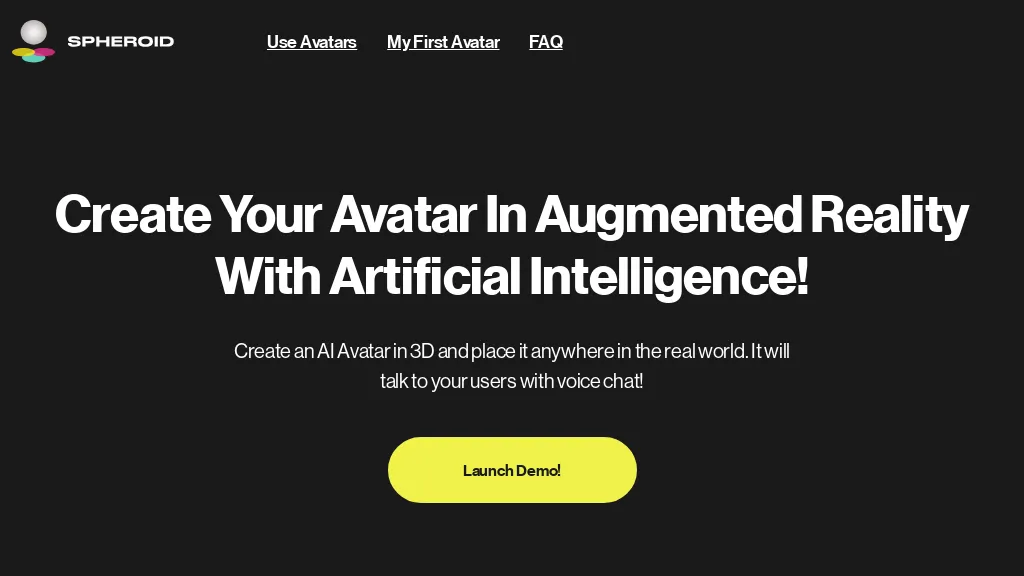 SPHEROID
Use Avatars My First Avatar FAQ
Create Your Avatar In Augmented Reality
With Artificial Intelligence!
Create an AI Avatar in 3D and place it anywhere in the real world. It will
talk to your users with voice chat!
Launch Demo!